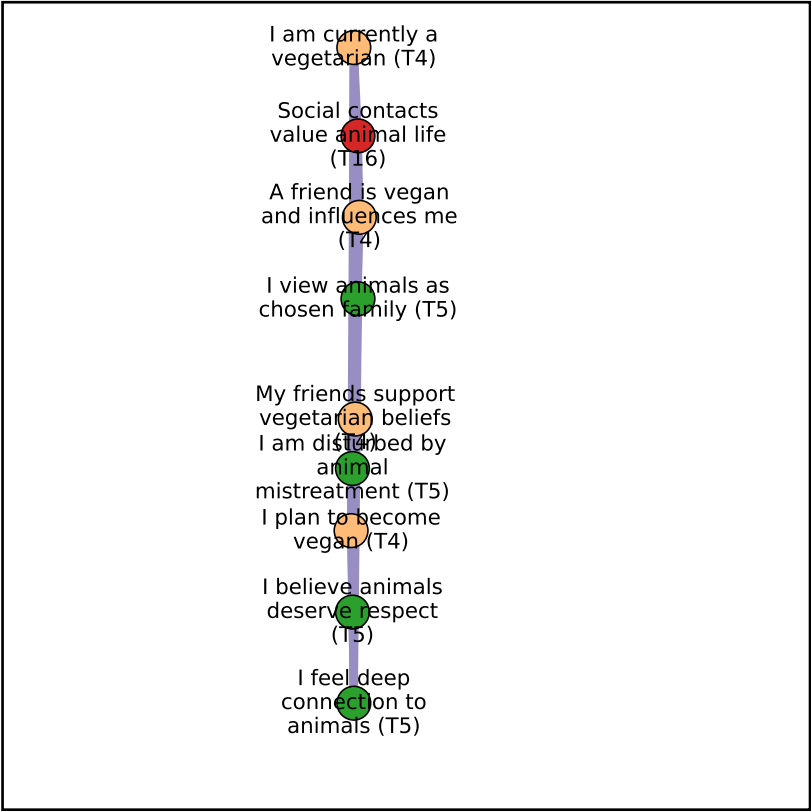 I am currently a
vegetarian (T4)
Social contacts
value animal life
(T16)
A friend is vegan
and influences me
(T4)
I view animals as
chosen family (T5)
My friends support
vegetarian beliefs
(T4)
I am disturbed by
animal
mistreatment (T5)
I plan to become
vegan (T4)
I believe animals
deserve respect
(T5)
I feel deep
connection to
animals (T5)